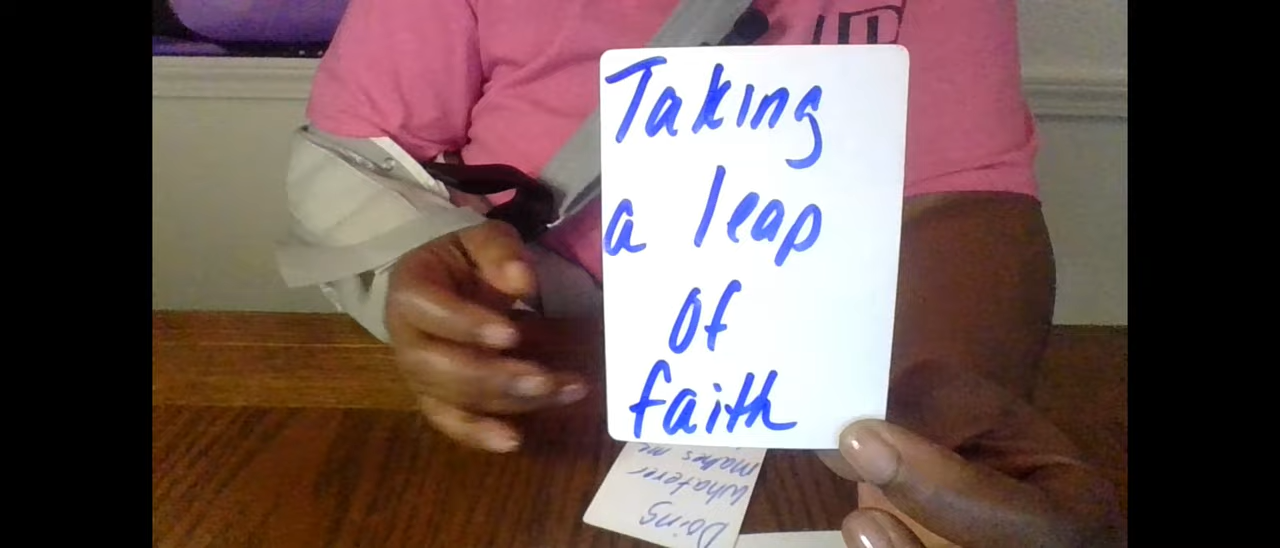 Taking
a leap
of
faith
Doing
whatever
makes me